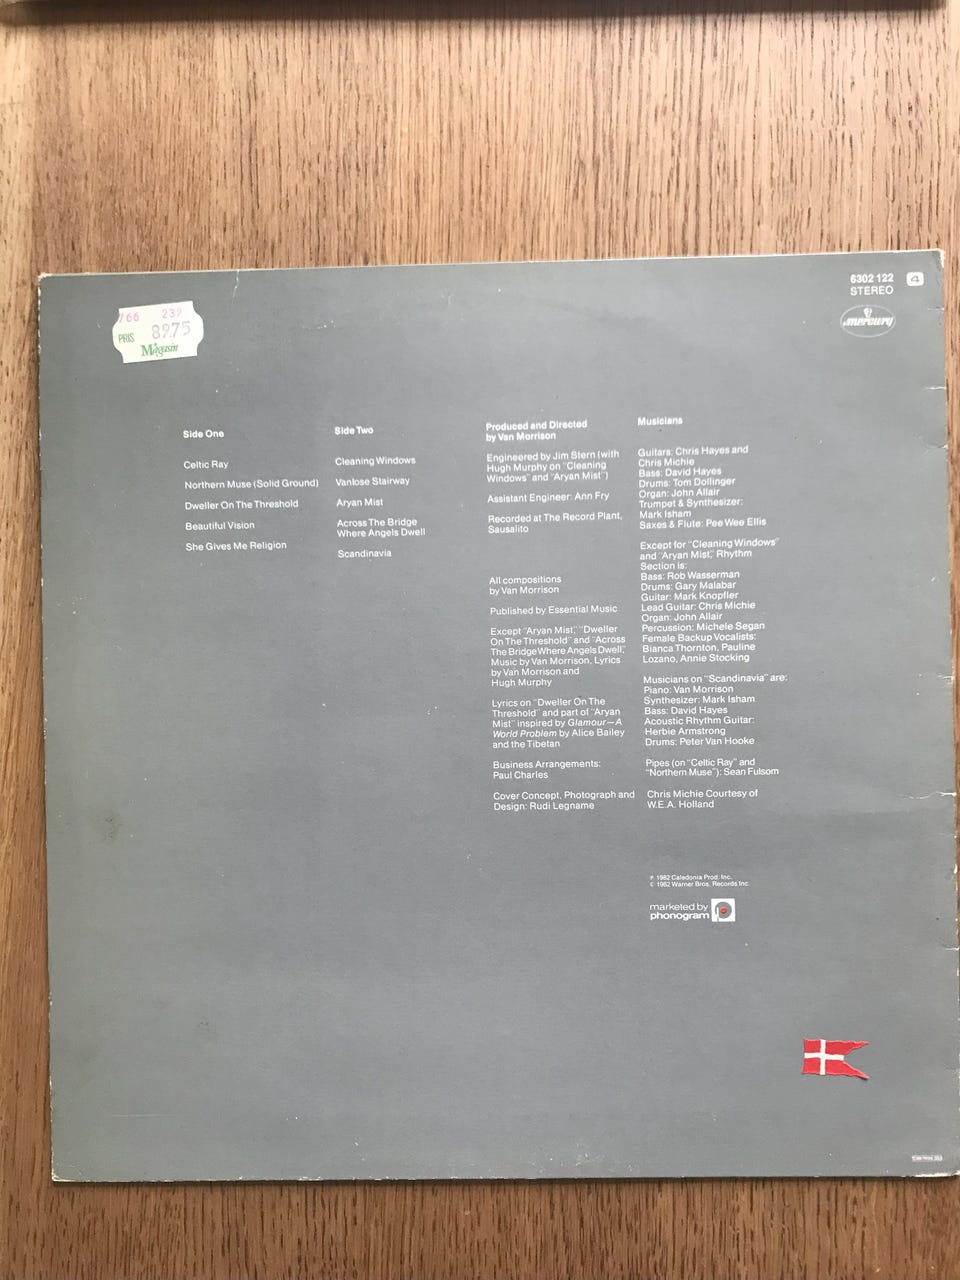 6302 122 4
STEREO
mercury
766 239
PRIS 89.75
Magasin
Side One
Celtic Ray
Northern Muse (Solid Ground)
Dweller On The Threshold
Beautiful Vision
She Gives Me Religion
Side Two
Cleaning Windows
Vanlose Stairway
Aryan Mist
Across The Bridge
Where Angels Dwell
Scandinavia
Produced and Directed
by Van Morrison
Engineered by Jim Stern (with
Hugh Murphy on "Cleaning
Windows" and "Aryan Mist")
Assistant Engineer: Ann Fry
Recorded at The Record Plant,
Sausalito
All compositions
by Van Morrison
Published by Essential Music
Except "Aryan Mist," "Dweller
On The Threshold" and "Across
The Bridge Where Angels Dwell,"
Music by Van Morrison, Lyrics
by Van Morrison and
Hugh Murphy
Lyrics on "Dweller On The
Threshold" and part of "Aryan
Mist" inspired by Glamour—A
World Problem by Alice Bailey
and the Tibetan
Business Arrangements:
Paul Charles
Cover Concept, Photograph and
Design: Rudi Legname
Musicians
Guitars: Chris Hayes and
Chris Michie
Bass: David Hayes
Drums: Tom Dollinger
Organ: John Allair
Trumpet & Synthesizer:
Mark Isham
Saxes & Flute: Pee Wee Ellis
Except for "Cleaning Windows"
and "Aryan Mist," Rhythm
Section is:
Bass: Rob Wasserman
Drums: Gary Malabar
Guitar: Mark Knopfler
Lead Guitar: Chris Michie
Organ: John Allair
Percussion: Michele Segan
Female Backup Vocalists:
Bianca Thornton, Pauline
Lozano, Annie Stocking
Musicians on "Scandinavia" are:
Piano: Van Morrison
Synthesizer: Mark Isham
Bass: David Hayes
Acoustic Rhythm Guitar:
Herbie Armstrong
Drums: Peter Van Hooke
Pipes (on "Celtic Ray" and
"Northern Muse"): Sean Fulsom
Chris Michie Courtesy of
W.E.A. Holland
℗ 1982 Caledonia Prod. Inc.
© 1982 Warner Bros. Records Inc.
marketed by
phonogram